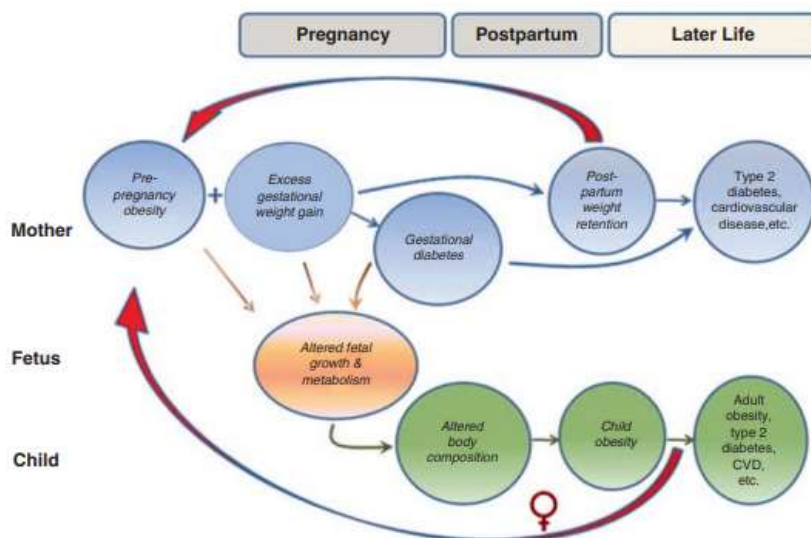 Pregnancy
Postpartum
Later Life
Mother
Pre-
pregnancy
obesity
+
Excess
gestational
weight gain
Gestational
diabetes
Post-
partum
weight
retention
Type 2
diabetes,
cardiovascular
disease,etc.
Fetus
Altered fetal
growth &
metabolism
Child
Altered
body
composition
Child
obesity
Adult
obesity,
type 2
diabetes,
CVD,
etc.
♀